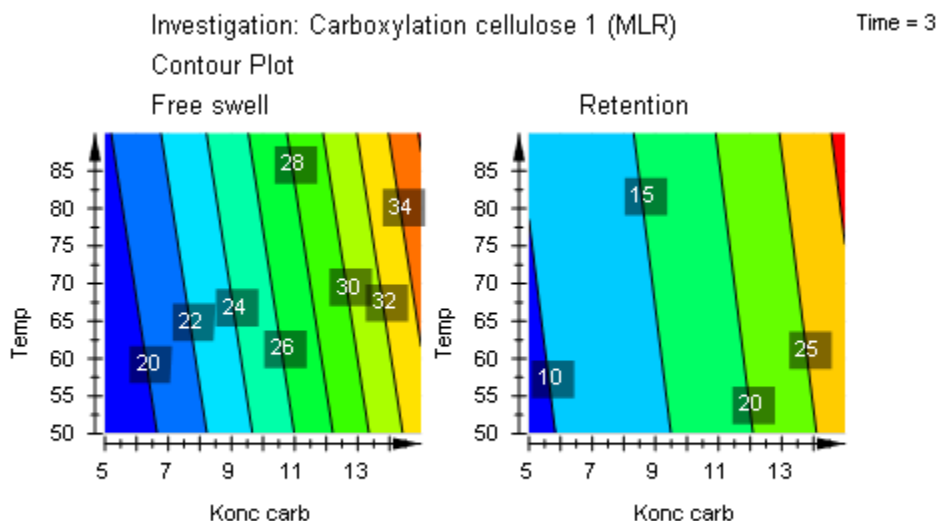 Investigation: Carboxylation cellulose 1 (MLR)
Time = 3
Contour Plot
Free swell
Retention
85
80
75
70
65
60
55
50
Temp
5 7 9 11 13
Konc carb
20
22
24
26
28
30
32
34
85
80
75
70
65
60
55
50
Temp
5 7 9 11 13
Konc carb
10
15
20
25